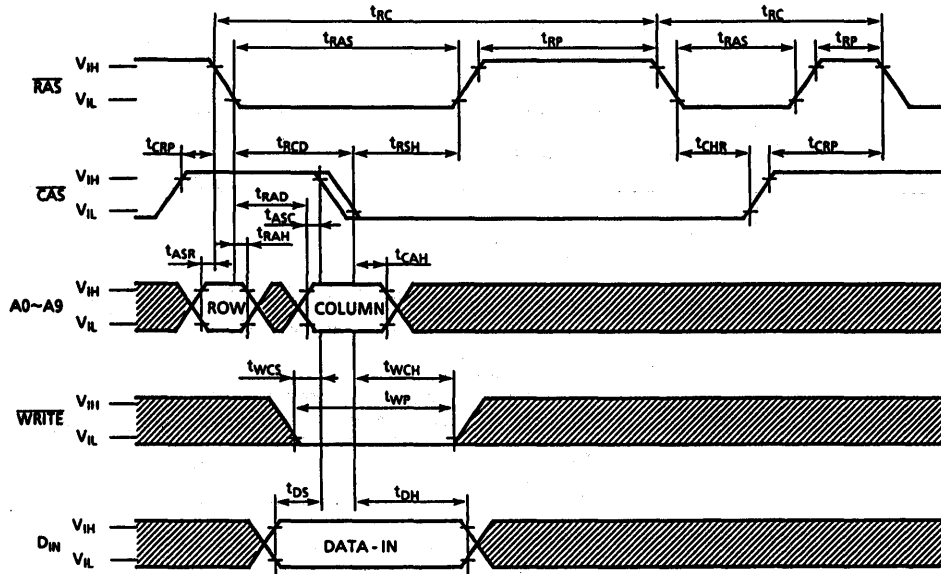 tRC tRC
tRAS tRP tRAS tRP
VIH
RAS
VIL
tCRP tRCD tRSH tCHR tCRP
VIH
CAS
VIL
tRAD
tASC
tRAH
tASR tCAH
VIH
A0~A9 ROW COLUMN
VIL
tWCS tWCH
tWP
VIH
WRITE
VIL
tDS tDH
VIH
DIN DATA-IN
VIL